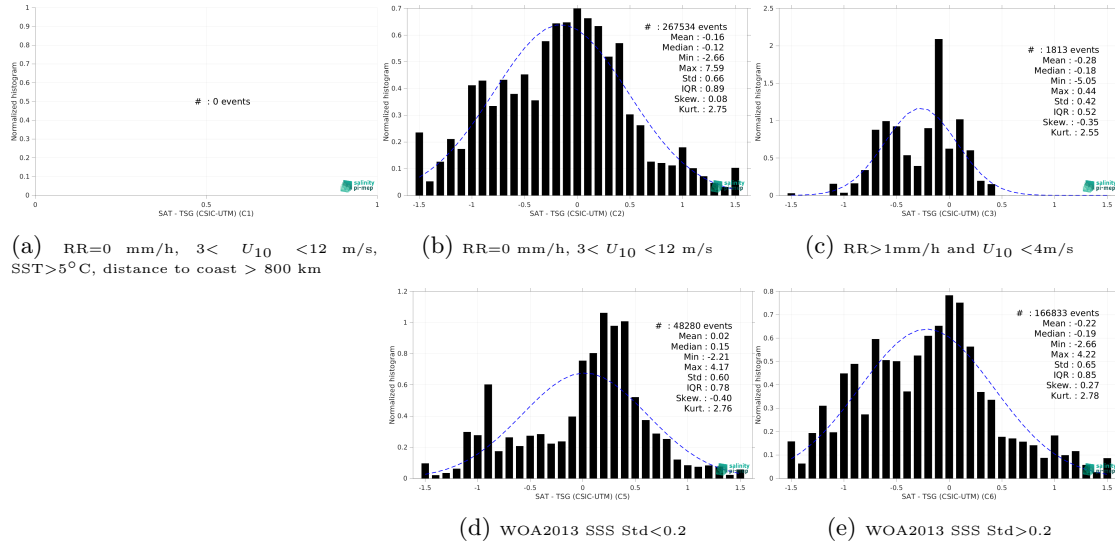 1
0.9
0.8
0.7
0.6
0.5
0.4
0.3
0.2
0.1
0
Normalized histogram
# : 0 events
0
0.5
1
SAT - TSG (CSIC-UTM) (C1)
salinity
pi-mep
(a) RR=0 mm/h, 3< U10 <12 m/s,
SST>5°C, distance to coast > 800 km
0.7
0.6
0.5
0.4
0.3
0.2
0.1
0
Normalized histogram
# : 267534 events
Mean : -0.16
Median : -0.12
Min : -2.66
Max : 7.59
Std : 0.66
IQR : 0.89
Skew. : 0.08
Kurt. : 2.75
-1.5 -1 -0.5 0 0.5 1 1.5
SAT - TSG (CSIC-UTM) (C2)
salinity
pi-mep
(b) RR=0 mm/h, 3< U10 <12 m/s
2.5
2
1.5
1
0.5
0
Normalized histogram
# : 1813 events
Mean : -0.28
Median : -0.18
Min : -5.05
Max : 0.44
Std : 0.42
IQR : 0.52
Skew. : -0.35
Kurt. : 2.55
-1.5 -1 -0.5 0 0.5 1 1.5
SAT - TSG (CSIC-UTM) (C3)
salinity
pi-mep
(c) RR>1mm/h and U10 <4m/s
1.2
1
0.8
0.6
0.4
0.2
0
Normalized histogram
# : 48280 events
Mean : 0.02
Median : 0.15
Min : -2.21
Max : 4.17
Std : 0.60
IQR : 0.78
Skew. : -0.40
Kurt. : 2.76
-1.5 -1 -0.5 0 0.5 1 1.5
SAT - TSG (CSIC-UTM) (C5)
salinity
pi-mep
(d) WOA2013 SSS Std<0.2
0.8
0.7
0.6
0.5
0.4
0.3
0.2
0.1
0
Normalized histogram
# : 166833 events
Mean : -0.22
Median : -0.19
Min : -2.66
Max : 4.22
Std : 0.65
IQR : 0.85
Skew. : 0.27
Kurt. : 2.78
-1.5 -1 -0.5 0 0.5 1 1.5
SAT - TSG (CSIC-UTM) (C6)
salinity
pi-mep
(e) WOA2013 SSS Std>0.2